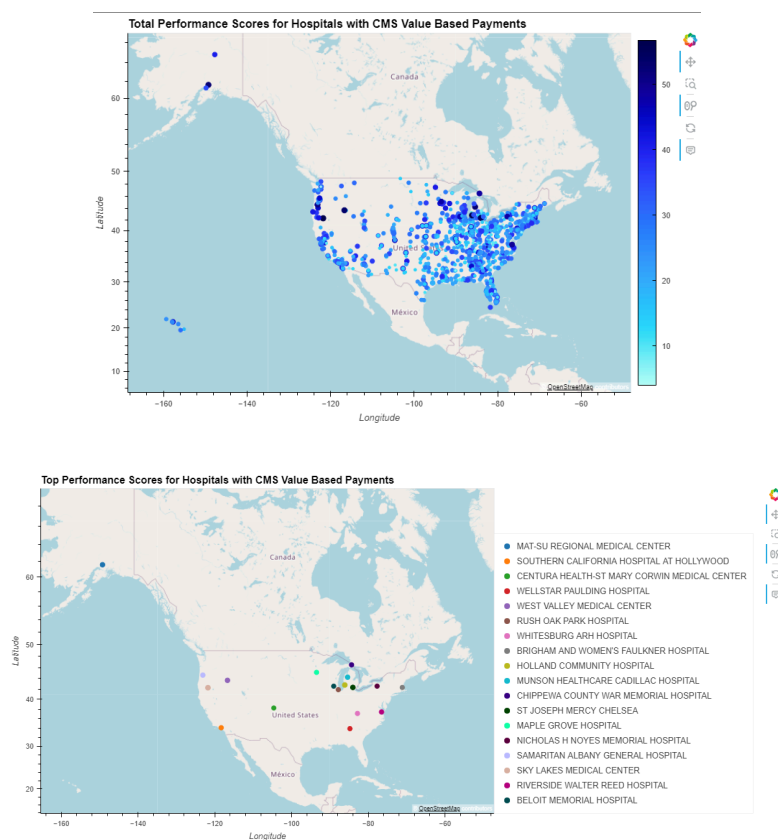 Total Performance Scores for Hospitals with CMS Value Based Payments
Canada
United States
México
60
50
40
30
20
10
Latitude
−160
−140
−120
−100
−80
−60
Longitude
OpenStreetMap
50
40
30
20
10
Top Performance Scores for Hospitals with CMS Value Based Payments
Canada
United States
México
60
50
40
30
20
Latitude
−160
−140
−120
−100
−80
−60
Longitude
OpenStreetMap
MAT-SU REGIONAL MEDICAL CENTER
SOUTHERN CALIFORNIA HOSPITAL AT HOLLYWOOD
CENTURA HEALTH-ST MARY CORWIN MEDICAL CENTER
WELLSTAR PAULDING HOSPITAL
WEST VALLEY MEDICAL CENTER
RUSH OAK PARK HOSPITAL
WHITESBURG ARH HOSPITAL
BRIGHAM AND WOMEN'S FAULKNER HOSPITAL
HOLLAND COMMUNITY HOSPITAL
MUNSON HEALTHCARE CADILLAC HOSPITAL
CHIPPEWA COUNTY WAR MEMORIAL HOSPITAL
ST JOSEPH MERCY CHELSEA
MAPLE GROVE HOSPITAL
NICHOLAS H NOYES MEMORIAL HOSPITAL
SAMARITAN ALBANY GENERAL HOSPITAL
SKY LAKES MEDICAL CENTER
RIVERSIDE WALTER REED HOSPITAL
BELOIT MEMORIAL HOSPITAL